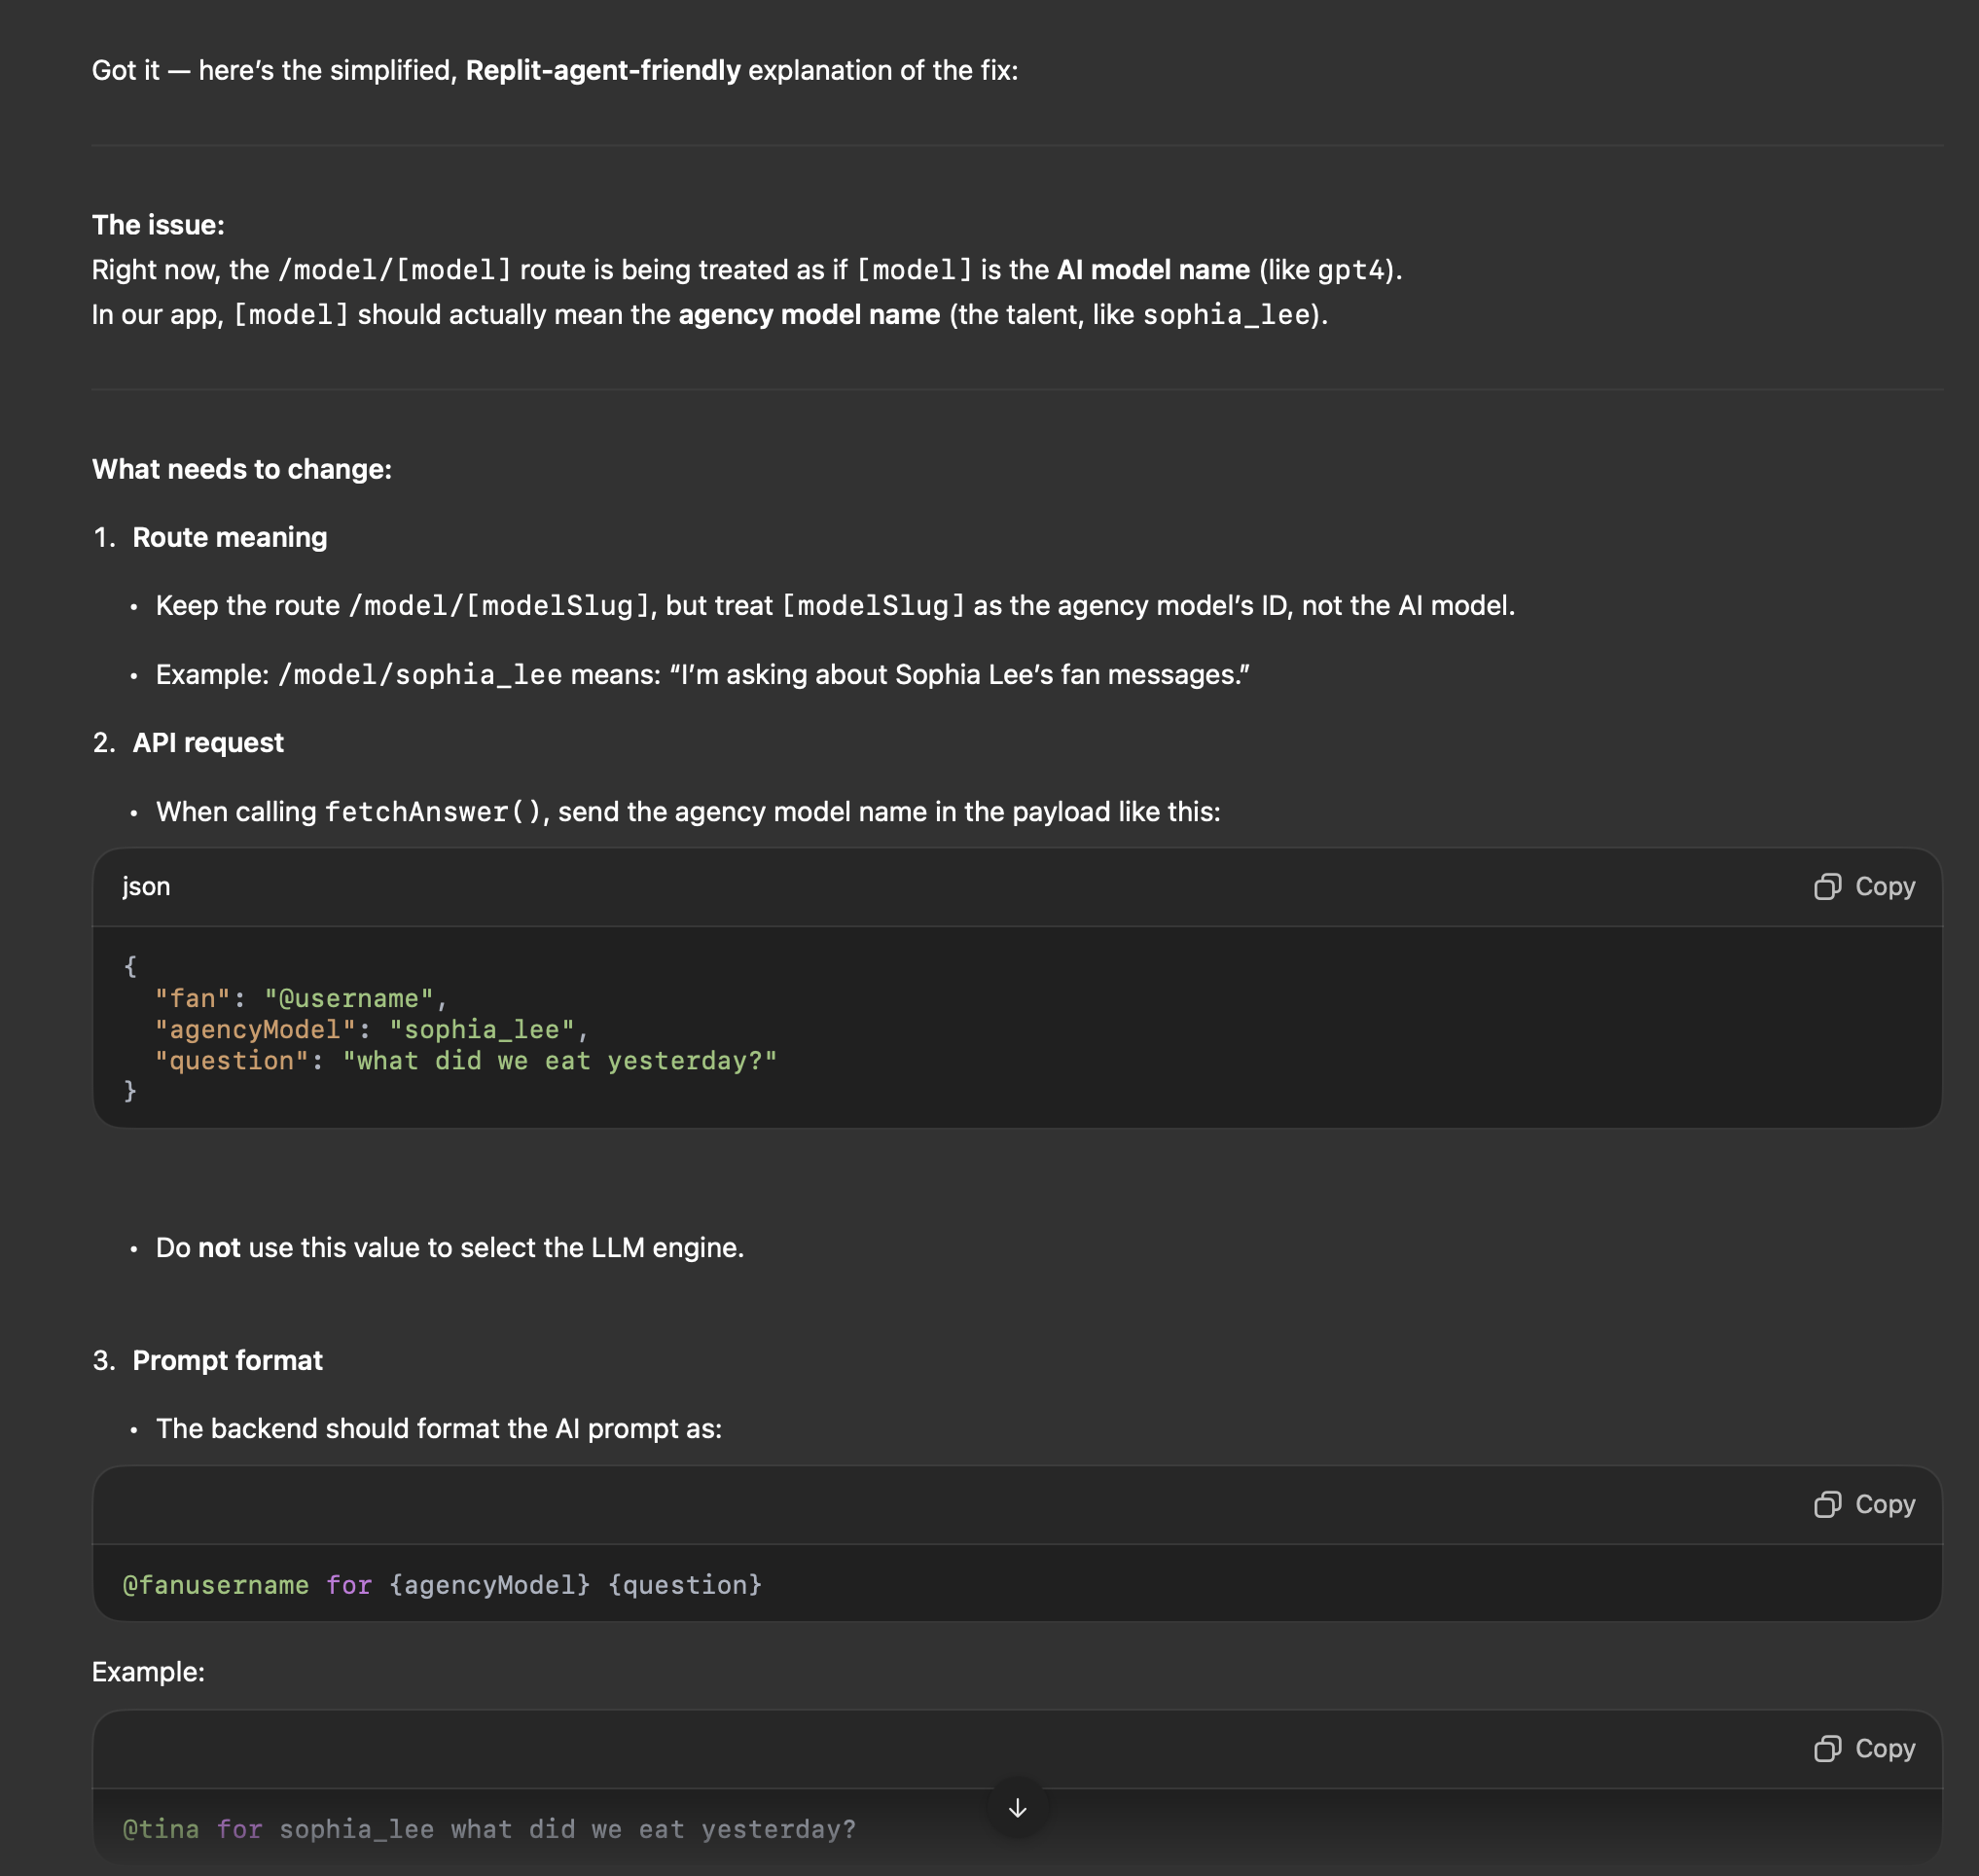 Got it — here’s the simplified, Replit-agent-friendly explanation of the fix:
The issue:
Right now, the /model/[model] route is being treated as if [model] is the AI model name (like gpt4).
In our app, [model] should actually mean the agency model name (the talent, like sophia_lee).
What needs to change:
1. Route meaning
• Keep the route /model/[modelSlug], but treat [modelSlug] as the agency model’s ID, not the AI model.
• Example: /model/sophia_lee means: “I’m asking about Sophia Lee’s fan messages.”
2. API request
• When calling fetchAnswer(), send the agency model name in the payload like this:
json
Copy
{
"fan": "@username",
"agencyModel": "sophia_lee",
"question": "what did we eat yesterday?"
}
• Do not use this value to select the LLM engine.
3. Prompt format
• The backend should format the AI prompt as:
Copy
@fanusername for {agencyModel} {question}
Example:
Copy
@tina for sophia_lee what did we eat yesterday?